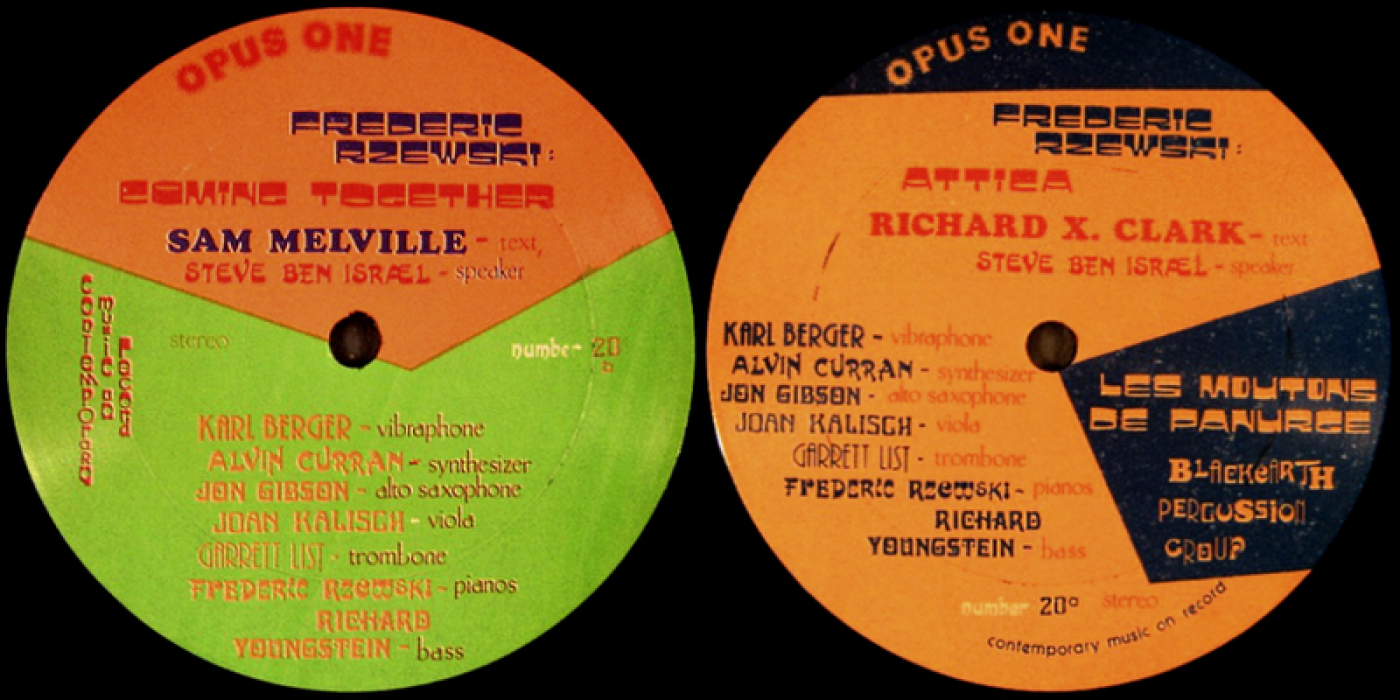 OPUS ONE
FREDERIC
RZEWSKI:
COMING TOGETHER
SAM MELVILLE - text,
STEVE BEN ISRÆL - speaker
Record
music on
contemporary
stereo
number 20
b
KARL BERGER - vibraphone
ALVIN CURRAN - synthesizer
JON GIBSON - alto saxophone
JOAN KALISCH - viola
GARRETT LIST - trombone
FREDERIC RZEWSKI - pianos
RICHARD
YOUNGSTEIN - bass
OPUS ONE
FREDERIC
RZEWSKI:
ATTICA
RICHARD X. CLARK - text
STEVE BEN ISRÆL - speaker
KARL BERGER - vibraphone
ALVIN CURRAN - synthesizer
JON GIBSON - alto saxophone
JOAN KALISCH - viola
GARRETT LIST - trombone
FREDERIC RZEWSKI - pianos
RICHARD
YOUNGSTEIN - bass
LES MOUTONS
DE PANURGE
BLACKEARTH
PERCUSSION
GROUP
number 20a stereo
contemporary music on record